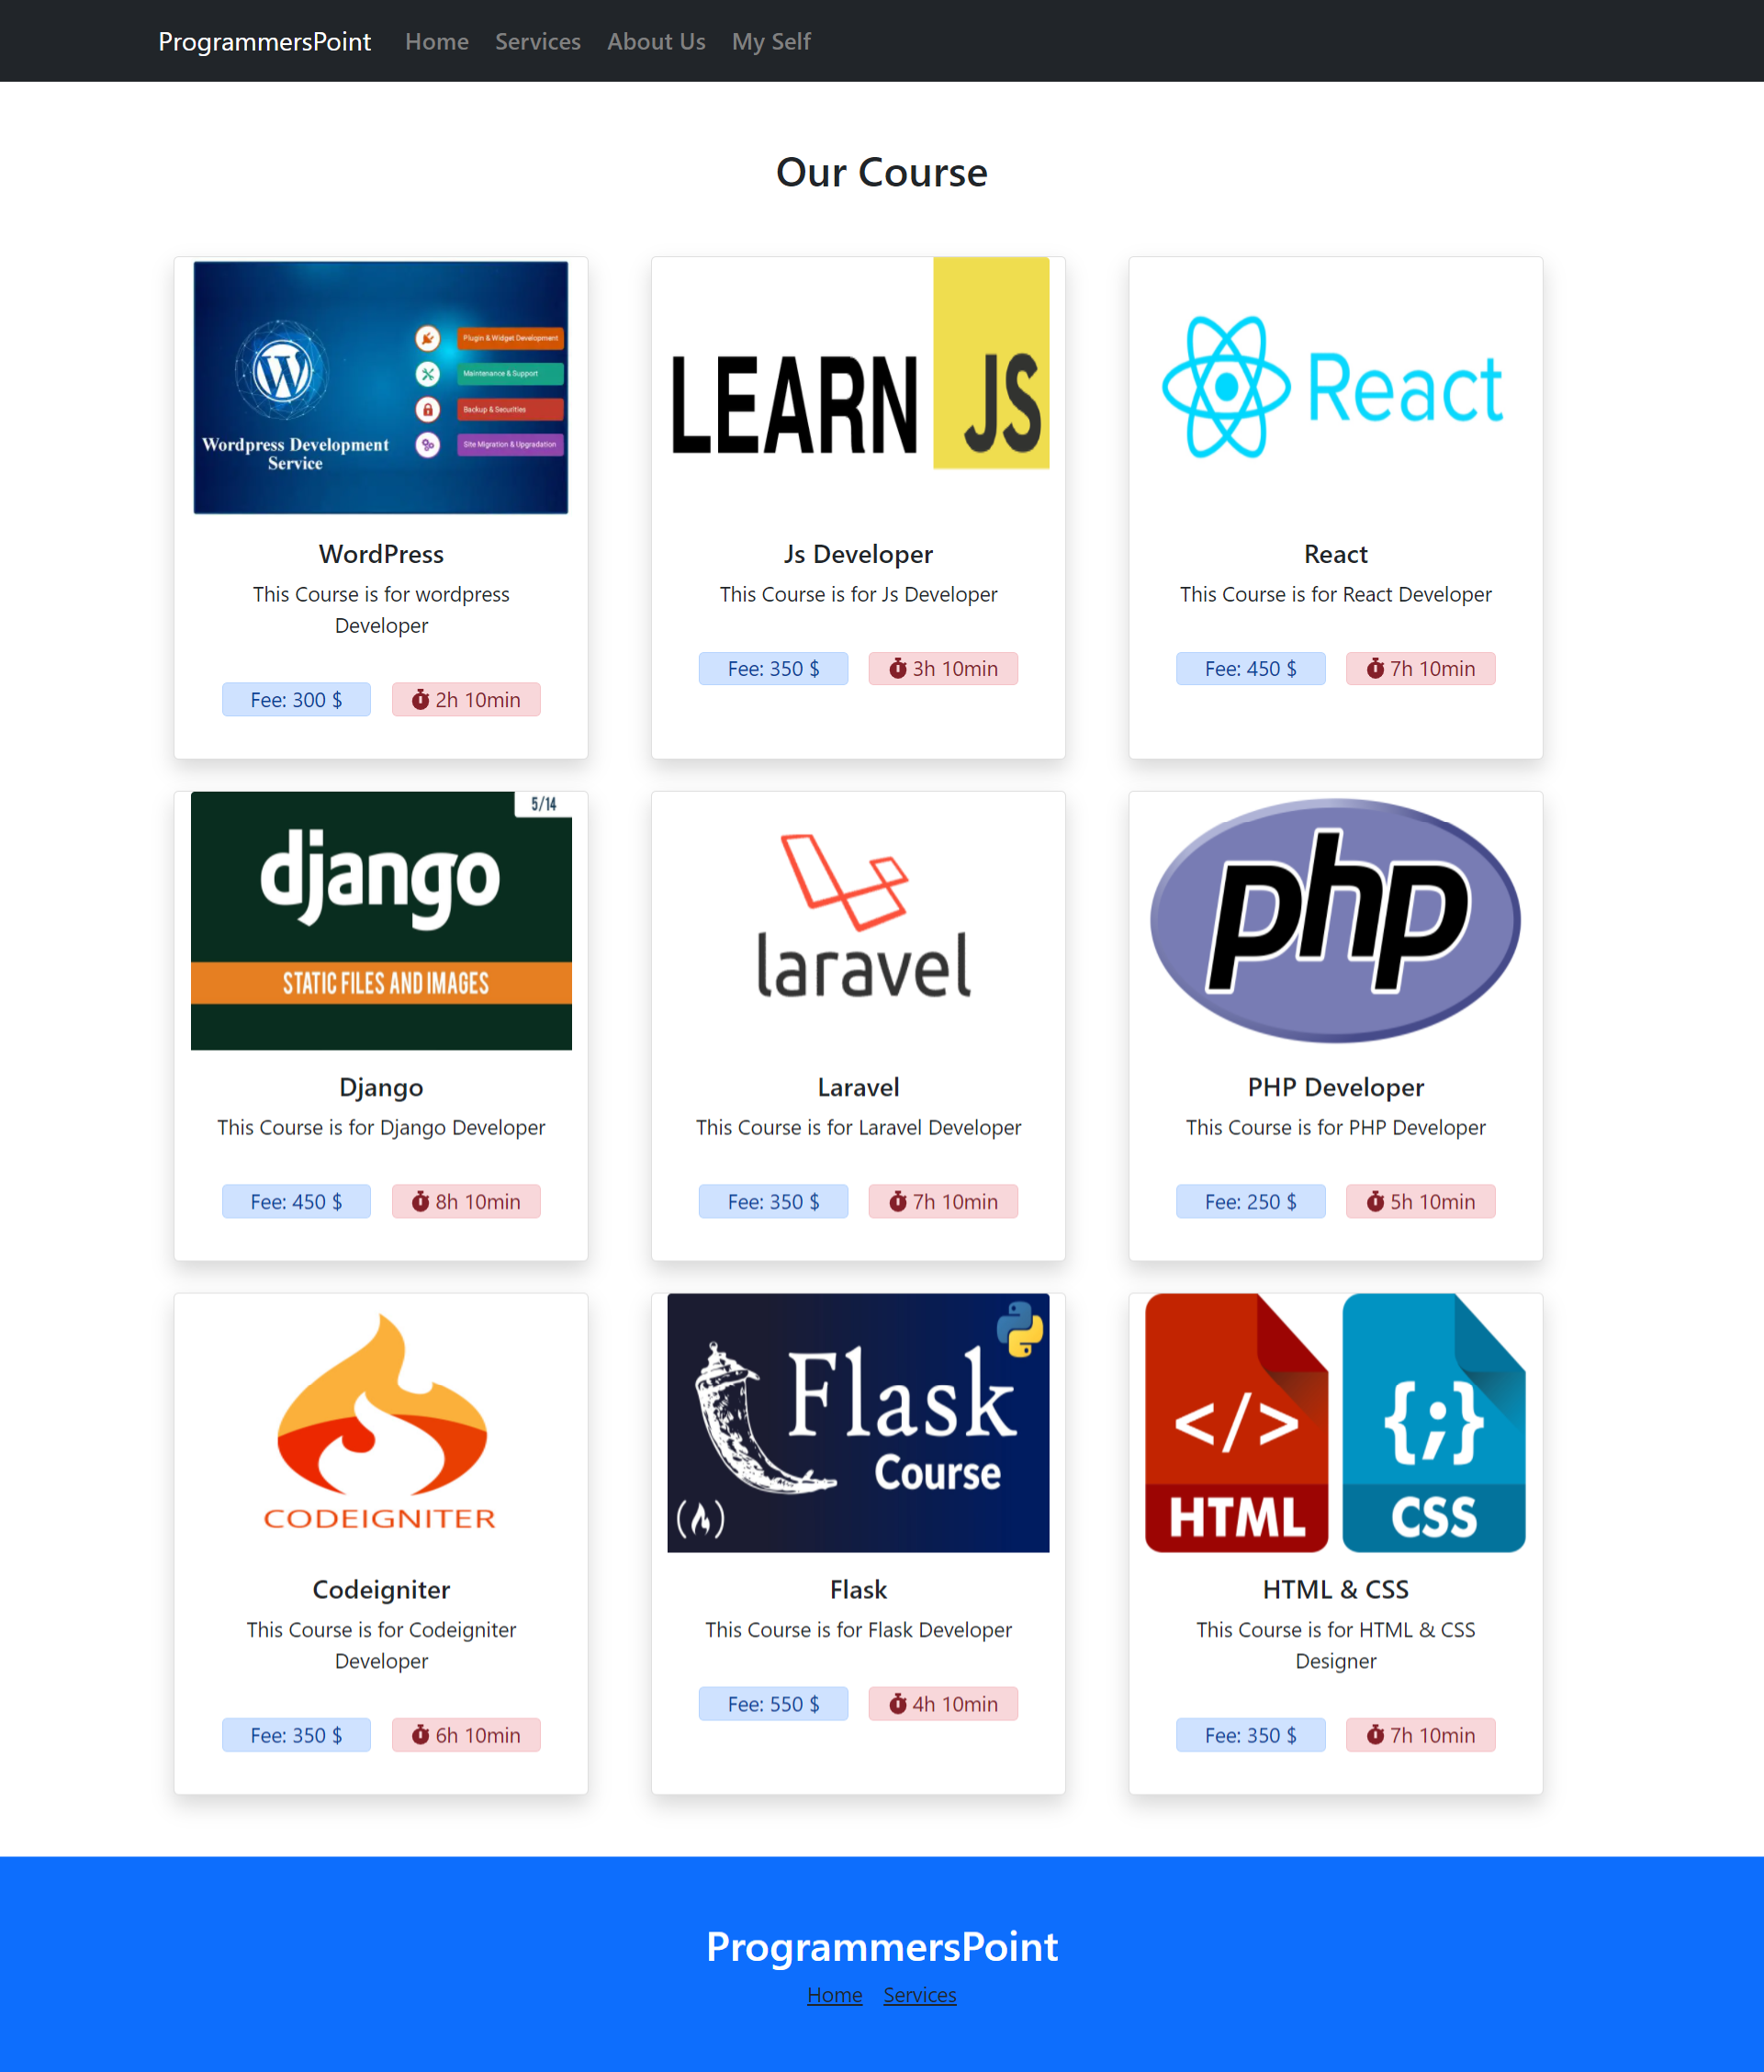 ProgrammersPoint Home Services About Us My Self
Our Course
Plugin & Widget Development
Maintenance & Support
Backup & Securities
Site Migration & Upgradation
Wordpress Development
Service
WordPress
This Course is for wordpress
Developer
Fee: 300 $ 2h 10min
LEARN JS
Js Developer
This Course is for Js Developer
Fee: 350 $ 3h 10min
React
React
This Course is for React Developer
Fee: 450 $ 7h 10min
5/14
django
STATIC FILES AND IMAGES
Django
This Course is for Django Developer
Fee: 450 $ 8h 10min
laravel
Laravel
This Course is for Laravel Developer
Fee: 350 $ 7h 10min
php
PHP Developer
This Course is for PHP Developer
Fee: 250 $ 5h 10min
CODEIGNITER
Codeigniter
This Course is for Codeigniter
Developer
Fee: 350 $ 6h 10min
Flask
Course
Flask
This Course is for Flask Developer
Fee: 550 $ 4h 10min
</> {;}
HTML CSS
HTML & CSS
This Course is for HTML & CSS
Designer
Fee: 350 $ 7h 10min
ProgrammersPoint
Home Services